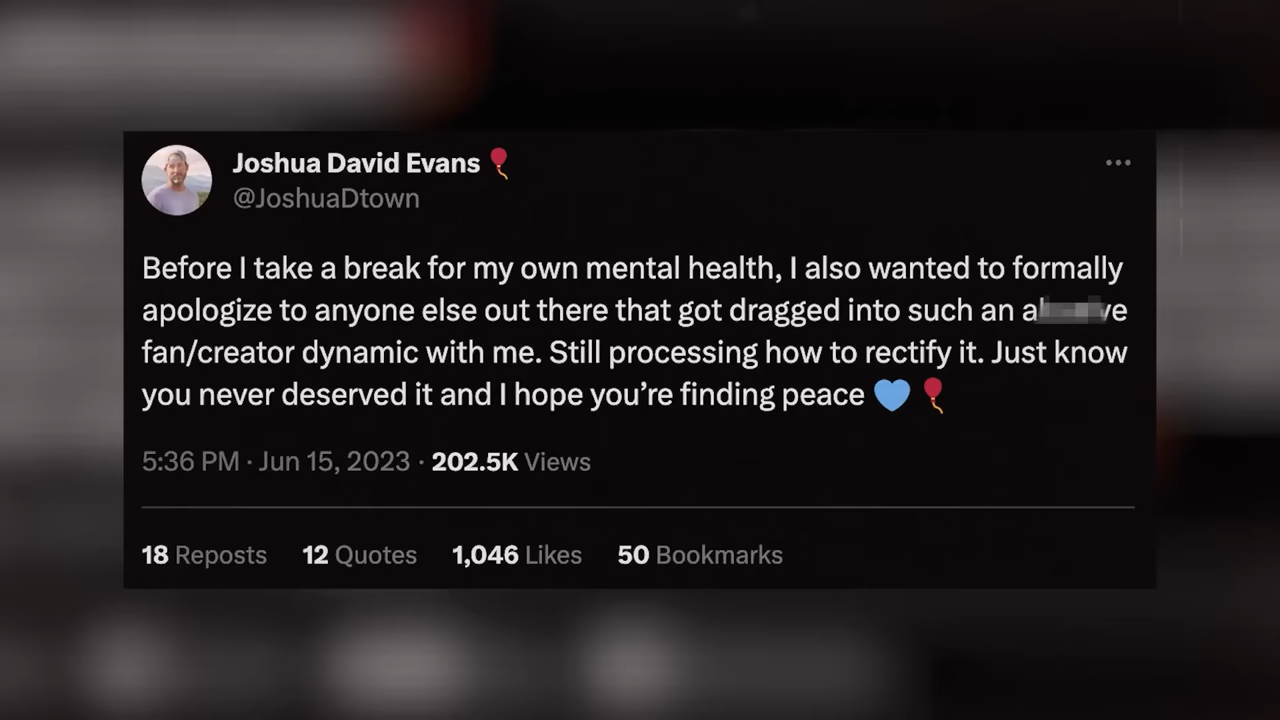 Joshua David Evans🎈
@JoshuaDtown
Before I take a break for my own mental health, I also wanted to formally
apologize to anyone else out there that got dragged into such an
fan/creator dynamic with me. Still processing how to rectify it. Just know
you never deserved it and I hope you're finding peace 💙🎈
5:36 PM · Jun 15, 2023 · 202.5K Views
18 Reposts 12 Quotes 1,046 Likes 50 Bookmarks